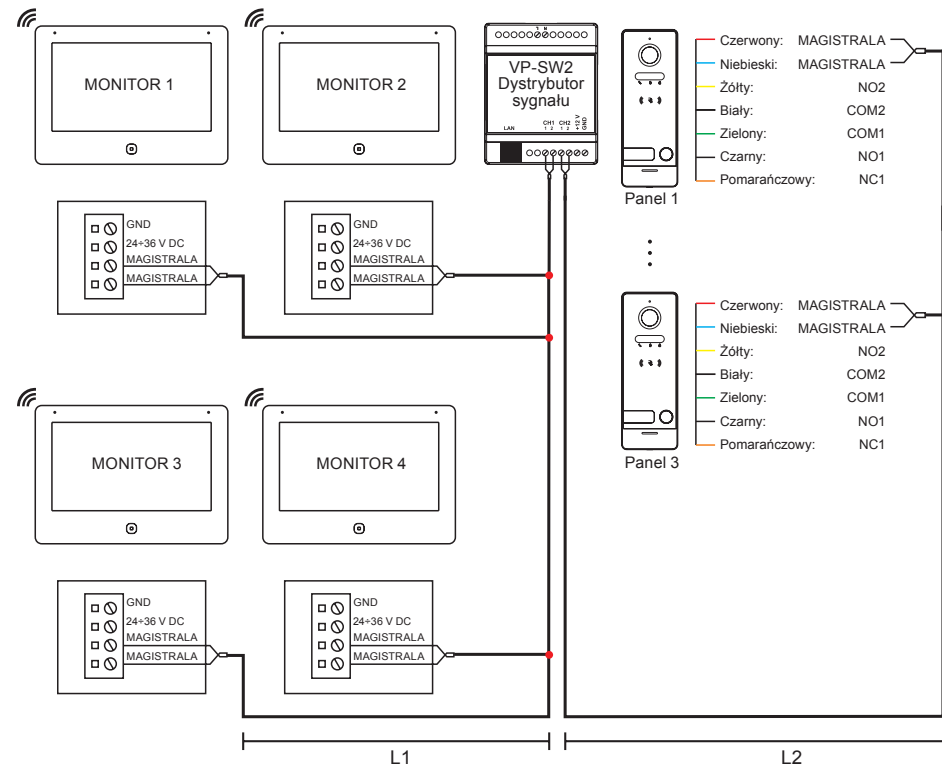 MONITOR 1
MONITOR 2
L N
VP-SW2
Dystrybutor
sygnału
LAN
CH1 CH2 +12 V GND
1 2 1 2
GND
24÷36 V DC
MAGISTRALA
MAGISTRALA
GND
24÷36 V DC
MAGISTRALA
MAGISTRALA
Czerwony: MAGISTRALA
Niebieski: MAGISTRALA
Żółty: NO2
Biały: COM2
Zielony: COM1
Czarny: NO1
Pomarańczowy: NC1
Panel 1
Czerwony: MAGISTRALA
Niebieski: MAGISTRALA
Żółty: NO2
Biały: COM2
Zielony: COM1
Czarny: NO1
Pomarańczowy: NC1
Panel 3
MONITOR 3
MONITOR 4
GND
24÷36 V DC
MAGISTRALA
MAGISTRALA
GND
24÷36 V DC
MAGISTRALA
MAGISTRALA
L1
L2